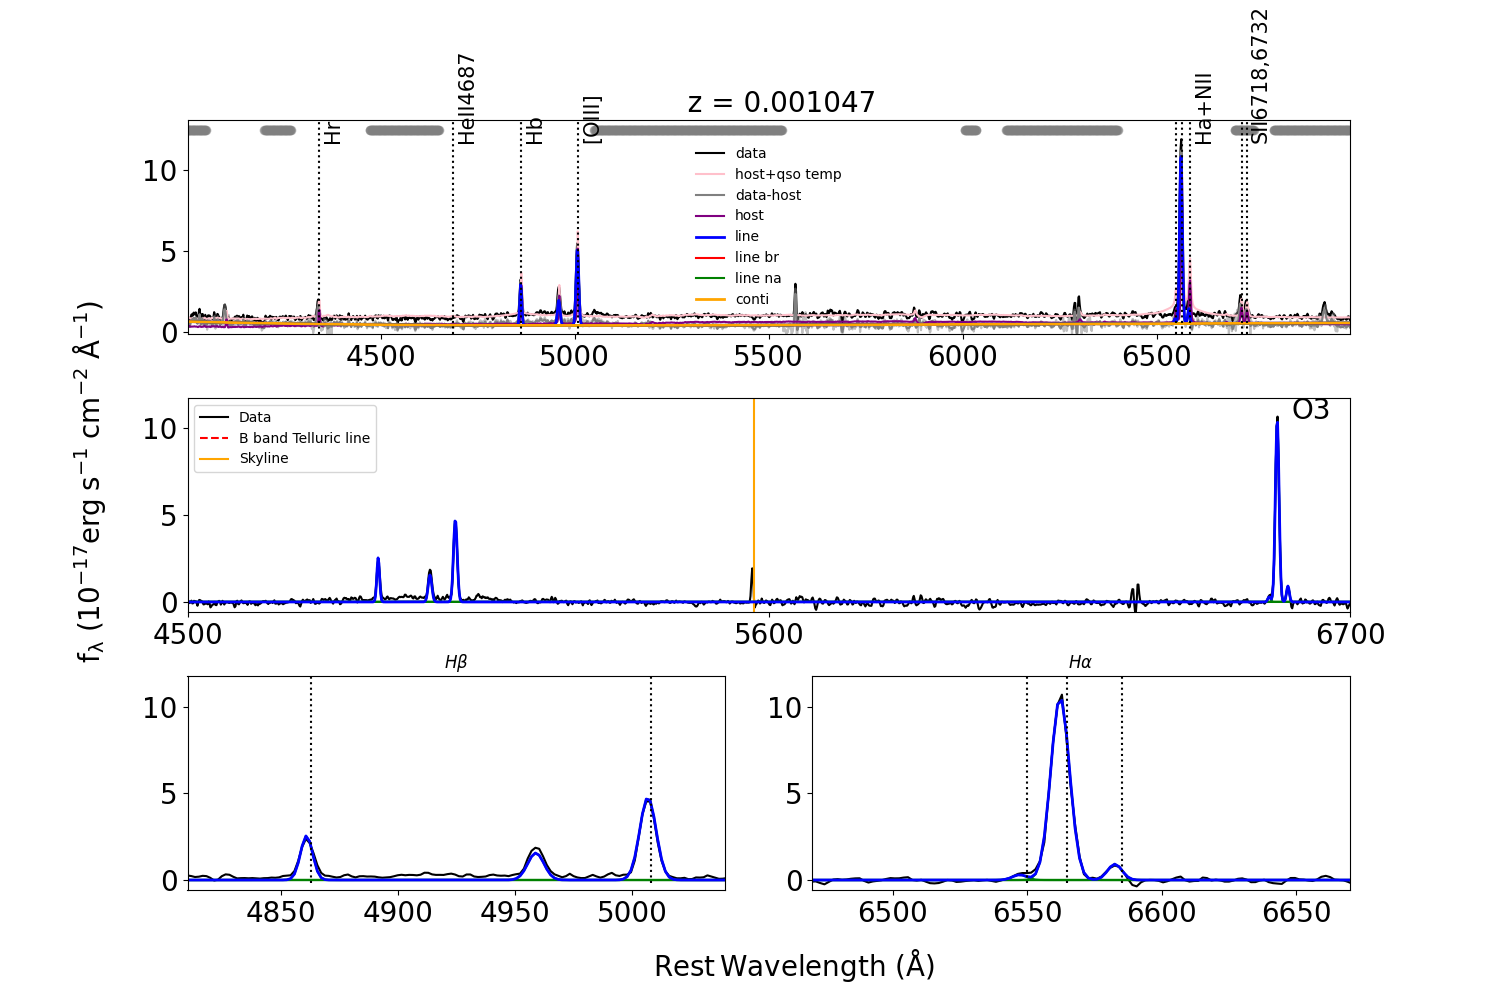 z = 0.001047
Hr
HeII4687
Hb
[OIII]
Ha+NII
SII6718,6732
data
host+qso temp
data-host
host
line
line br
line na
conti
10
5
0
4500 5000 5500 6000 6500
fλ (10⁻¹⁷erg s⁻¹ cm⁻² Å⁻¹)
Data
B band Telluric line
Skyline
O3
10
5
0
4500 5600 6700
Hβ
10
5
0
4850 4900 4950 5000
Hα
10
5
0
6500 6550 6600 6650
Rest Wavelength (Å)